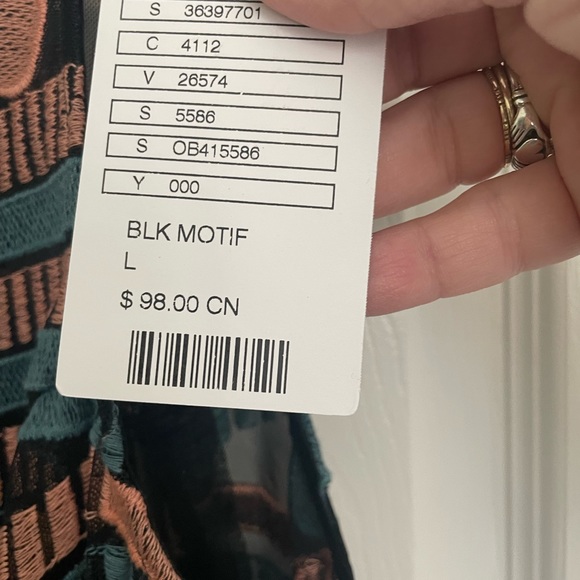 S 36397701
C 4112
V 26574
S 5586
S OB415586
Y 000
BLK MOTIF
L
$ 98.00 CN